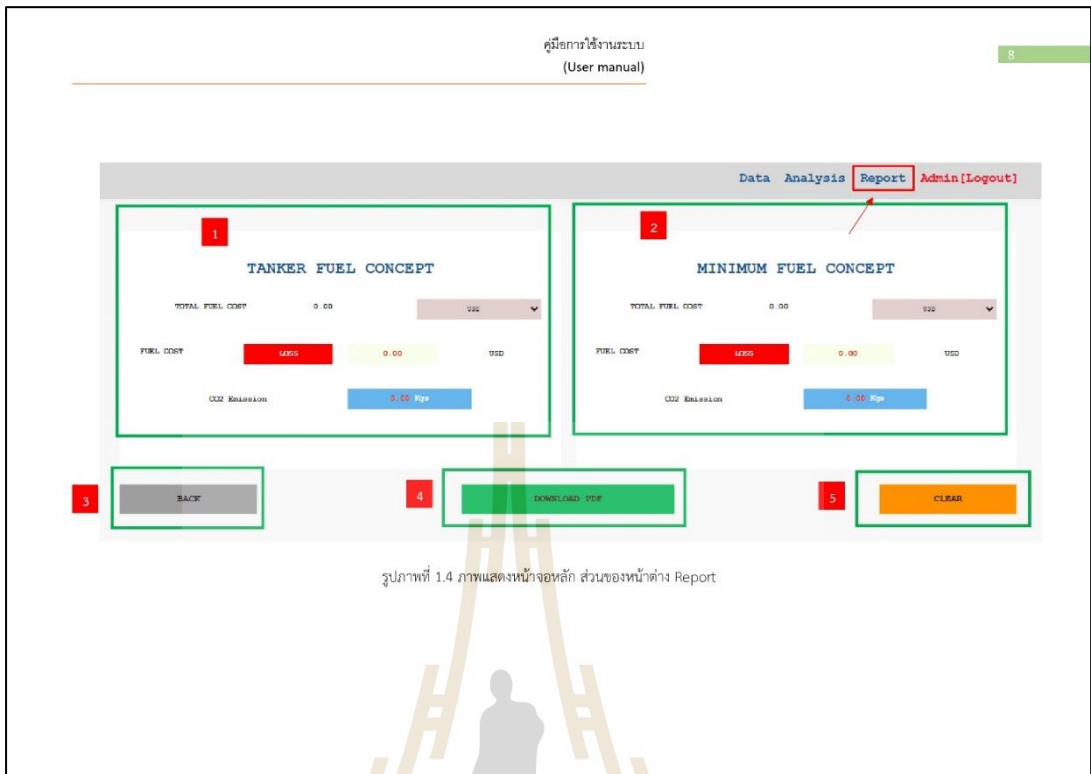 คู่มือการใช้งานระบบ
(User manual)
8
Data Analysis Report Admin[Logout]
1
TANKER FUEL CONCEPT
TOTAL FUEL COST 0.00 USD
FUEL COST LOSS 0.00 USD
CO2 Emission 0.00 Kgs
2
MINIMUM FUEL CONCEPT
TOTAL FUEL COST 0.00 USD
FUEL COST LOSS 0.00 USD
CO2 Emission 0.00 Kgs
3 BACK
4 DOWNLOAD PDF
5 CLEAR
รูปภาพที่ 1.4 ภาพแสดงหน้าจอหลัก ส่วนของหน้าต่าง Report